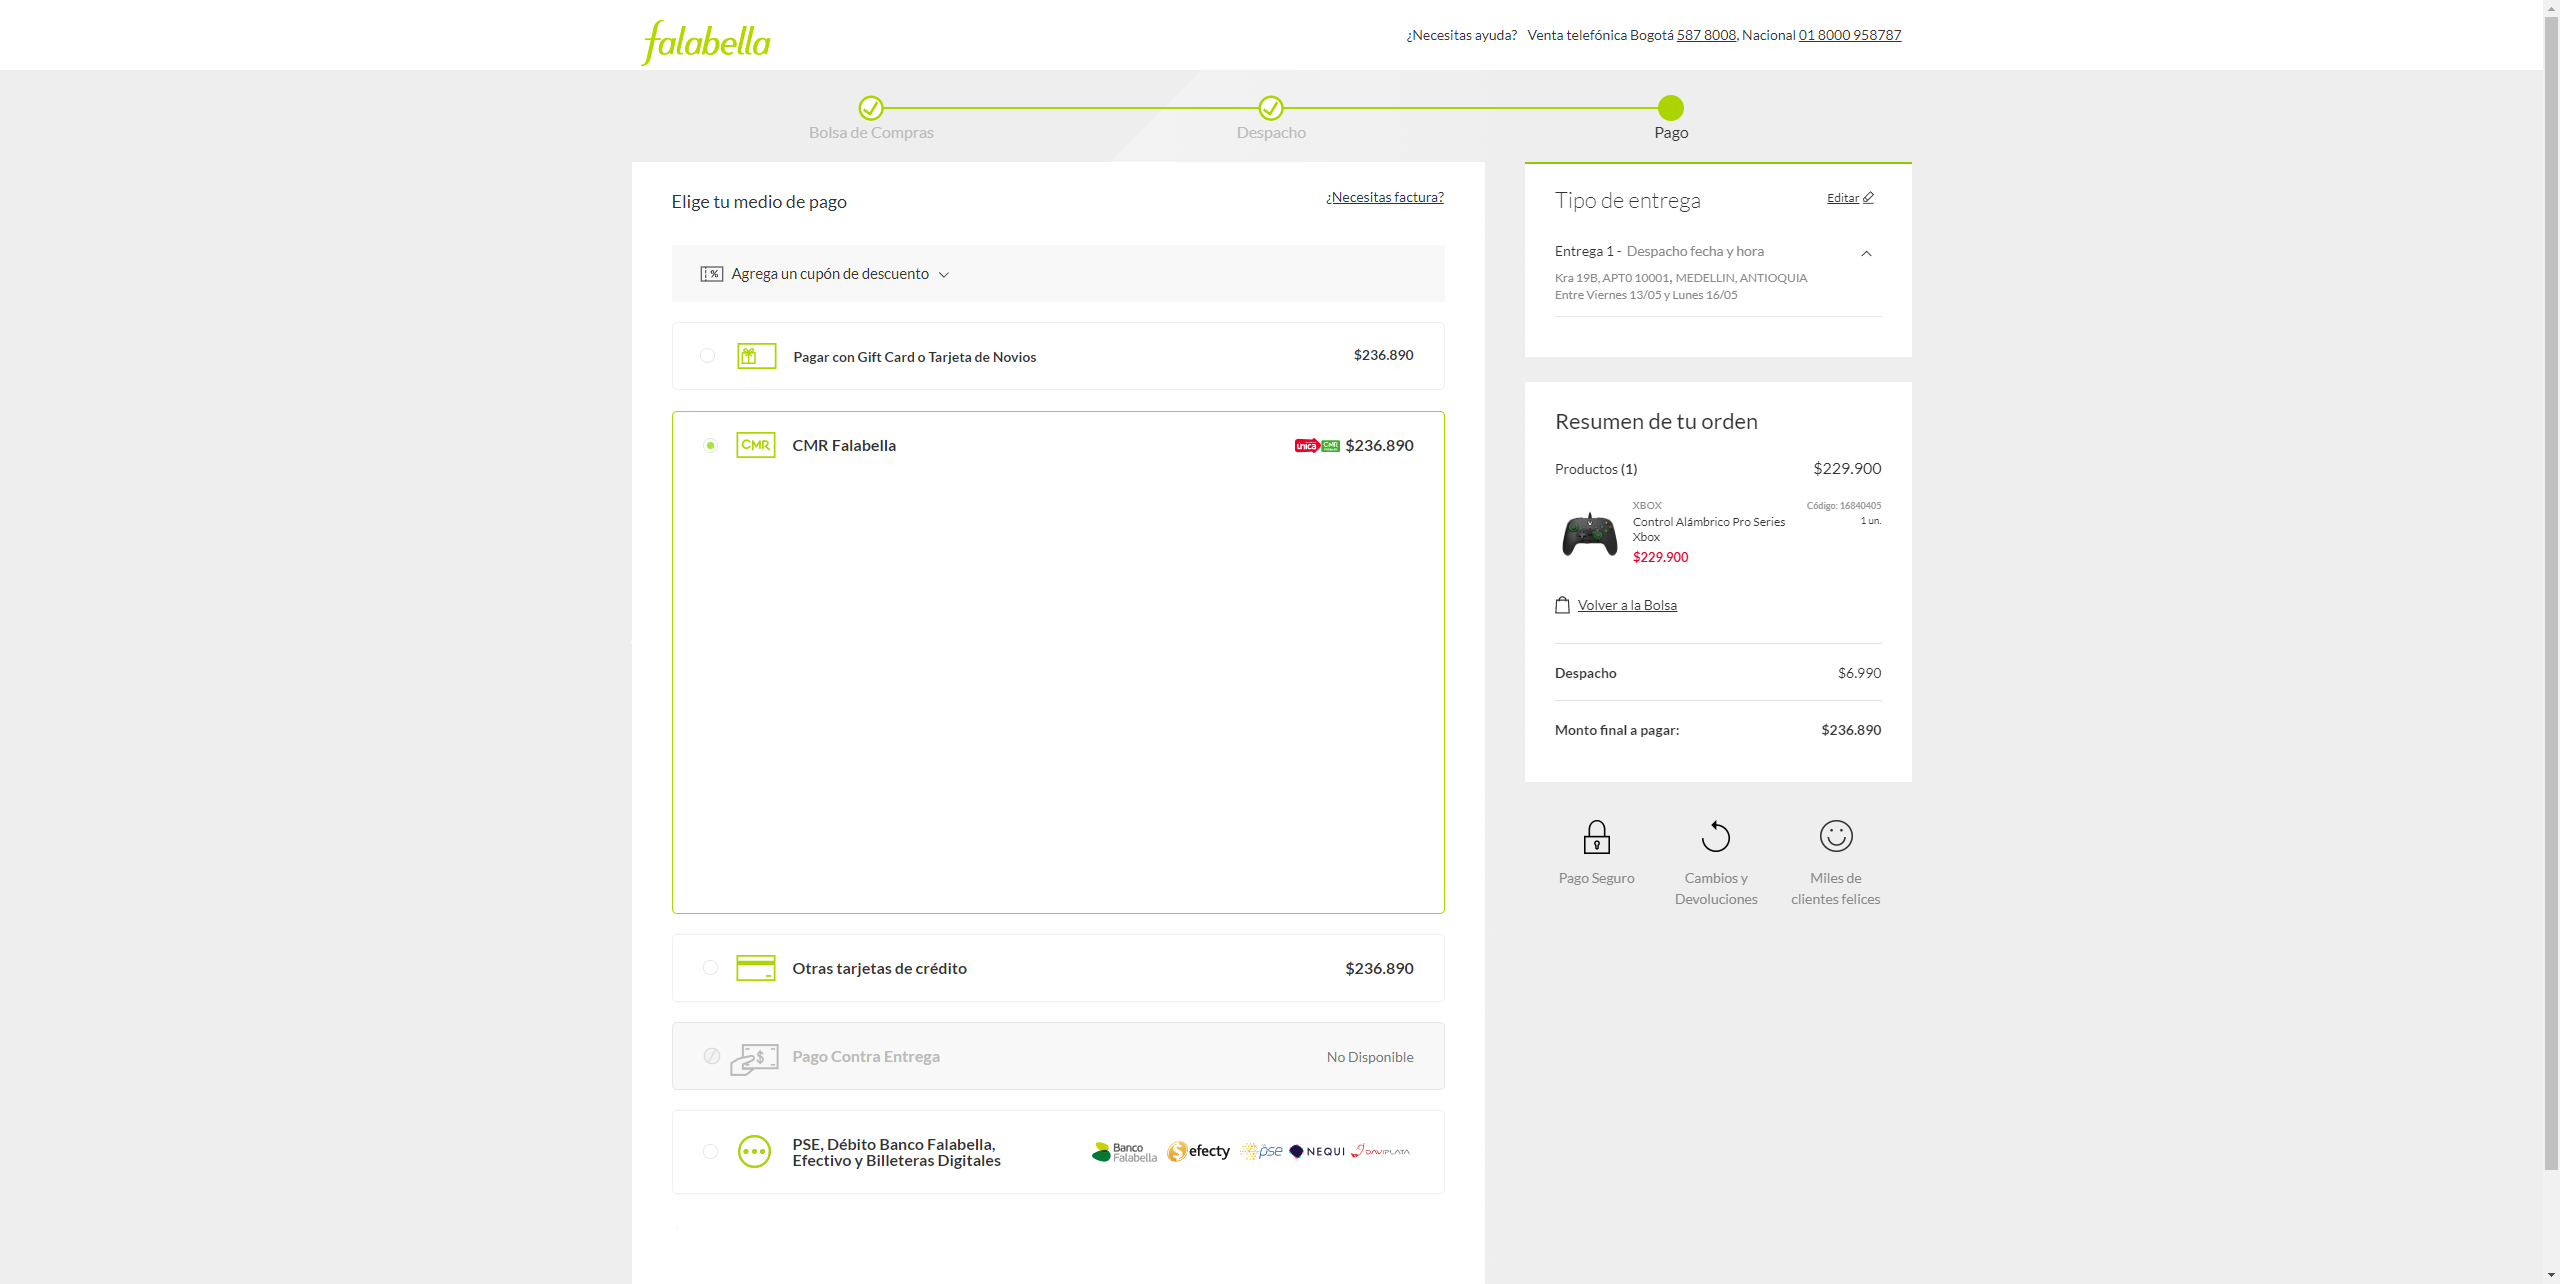 falabella
¿Necesitas ayuda? Venta telefónica Bogotá 587 8008, Nacional 01 8000 958787
Bolsa de Compras
Despacho
Pago
Elige tu medio de pago
¿Necesitas factura?
% Agrega un cupón de descuento
Pagar con Gift Card o Tarjeta de Novios
$236.890
CMR CMR Falabella
única CMR $236.890
Otras tarjetas de crédito
$236.890
$ Pago Contra Entrega
No Disponible
PSE, Débito Banco Falabella,
Efectivo y Billeteras Digitales
Banco
Falabella
efecty
pse
NEQUI
DAVIPLATA
Tipo de entrega
Editar
Entrega 1 - Despacho fecha y hora
Kra 19B, APT0 10001, MEDELLIN, ANTIOQUIA
Entre Viernes 13/05 y Lunes 16/05
Resumen de tu orden
Productos (1)
$229.900
XBOX
Código: 16840405
Control Alámbrico Pro Series
1 un.
Xbox
$229.900
Volver a la Bolsa
Despacho
$6.990
Monto final a pagar:
$236.890
Pago Seguro
Cambios y
Devoluciones
Miles de
clientes felices